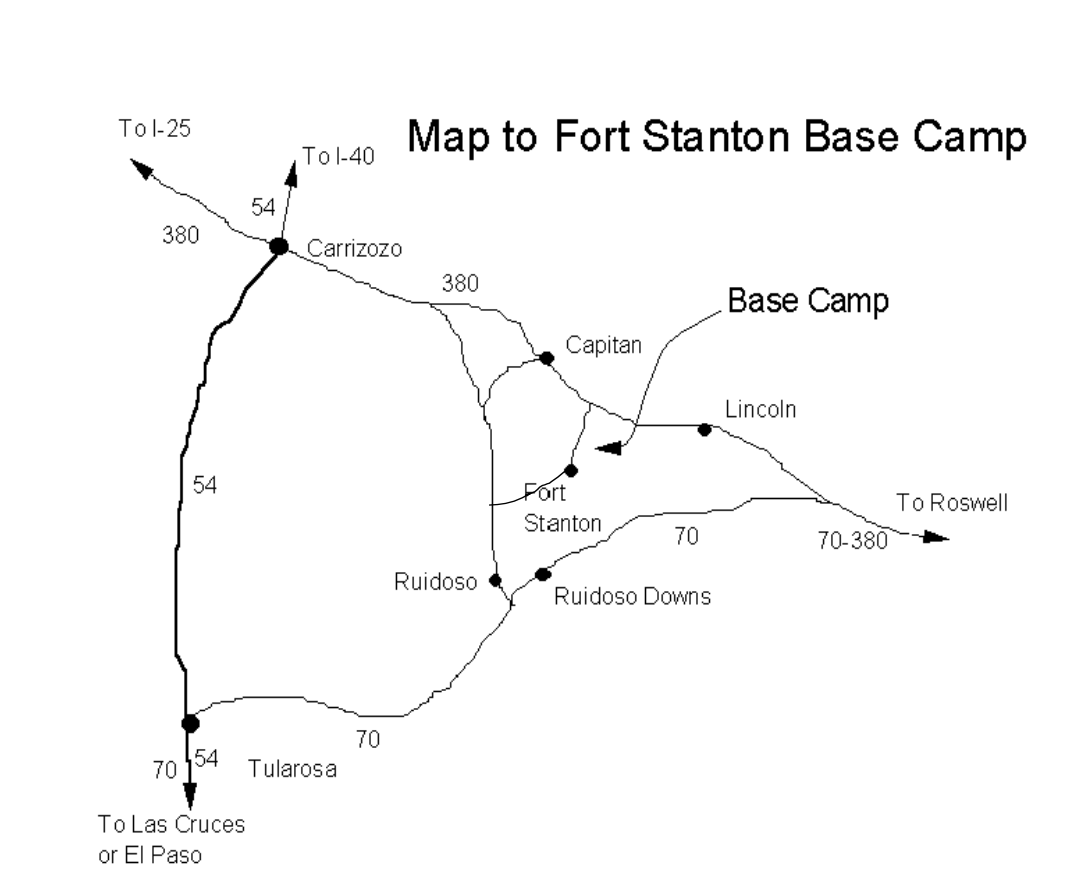 To I-25
Map to Fort Stanton Base Camp
To I-40
54
380
Carrizozo
380
Base Camp
Capitan
Lincoln
54
Fort
Stanton
To Roswell
70
70-380
Ruidoso
Ruidoso Downs
70
54
70
Tularosa
To Las Cruces
or El Paso